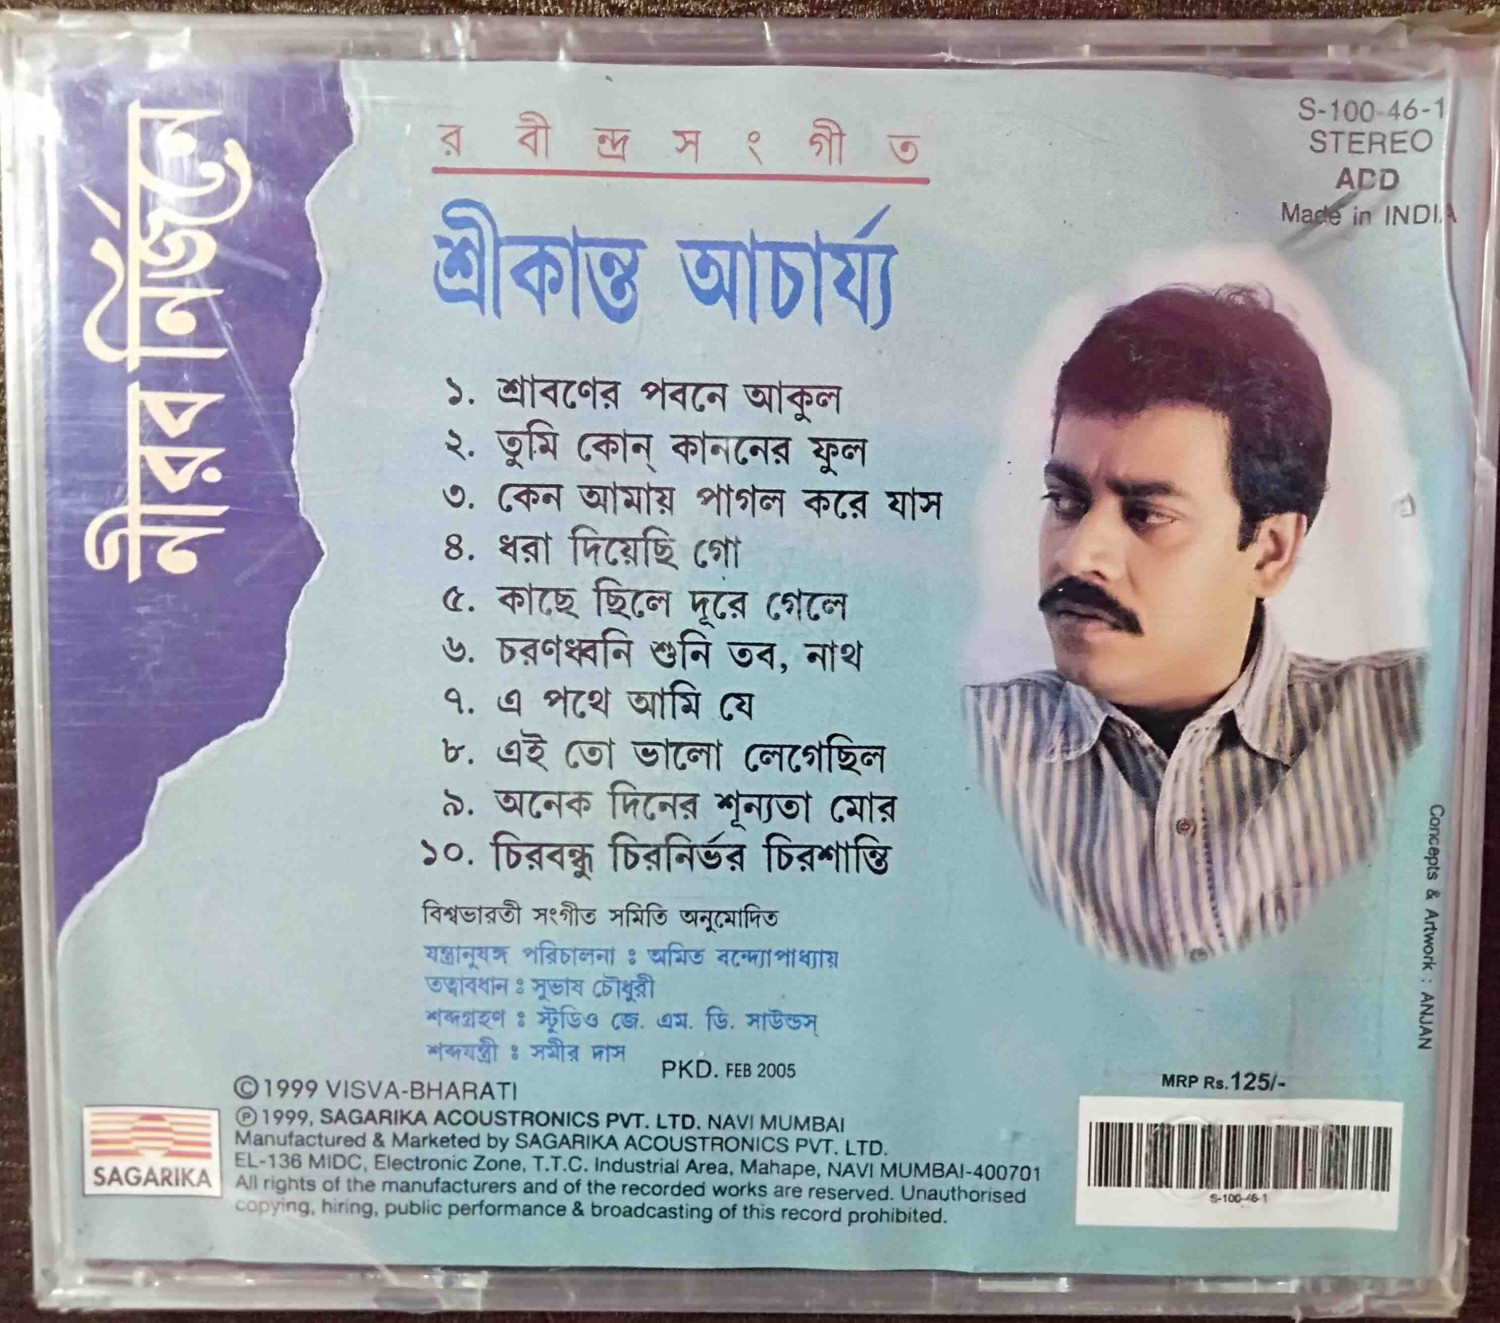 নীরব নির্জনে
রবীন্দ্রসংগীত
S-100-46-1
STEREO
ADD
Made in INDIA
শ্রীকান্ত আচার্য্য
১. শ্রাবণের পবনে আকুল
২. তুমি কোন্ কাননের ফুল
৩. কেন আমায় পাগল করে যাস
৪. ধরা দিয়েছি গো
৫. কাছে ছিলে দূরে গেলে
৬. চরণধ্বনি শুনি তব, নাথ
৭. এ পথে আমি যে
৮. এই তো ভালো লেগেছিল
৯. অনেক দিনের শূন্যতা মোর
১০. চিরবন্ধু চিরনির্ভর চিরশান্তি
বিশ্বভারতী সংগীত সমিতি অনুমোদিত
যন্ত্রানুষঙ্গ পরিচালনা : অমিত বন্দ্যোপাধ্যায়
তত্বাবধান : সুভাষ চৌধুরী
শব্দগ্রহণ : স্টুডিও জে. এম. ডি. সাউন্ডস্
শব্দযন্ত্রী : সমীর দাস
PKD. FEB 2005
Concepts & Artwork : ANJAN
©1999 VISVA-BHARATI
℗1999, SAGARIKA ACOUSTRONICS PVT. LTD. NAVI MUMBAI
Manufactured & Marketed by SAGARIKA ACOUSTRONICS PVT. LTD.
EL-136 MIDC, Electronic Zone, T.T.C. Industrial Area, Mahape, NAVI MUMBAI-400701
All rights of the manufacturers and of the recorded works are reserved. Unauthorised
copying, hiring, public performance & broadcasting of this record prohibited.
SAGARIKA
MRP Rs.125/-
S-100-46-1